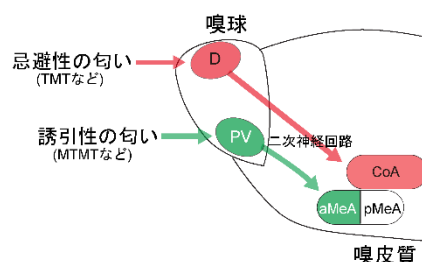 嗅球
忌避性の匂い
(TMTなど)
D
誘引性の匂い
(MTMTなど)
PV
二次神経回路
CoA
aMeA
pMeA
嗅皮質